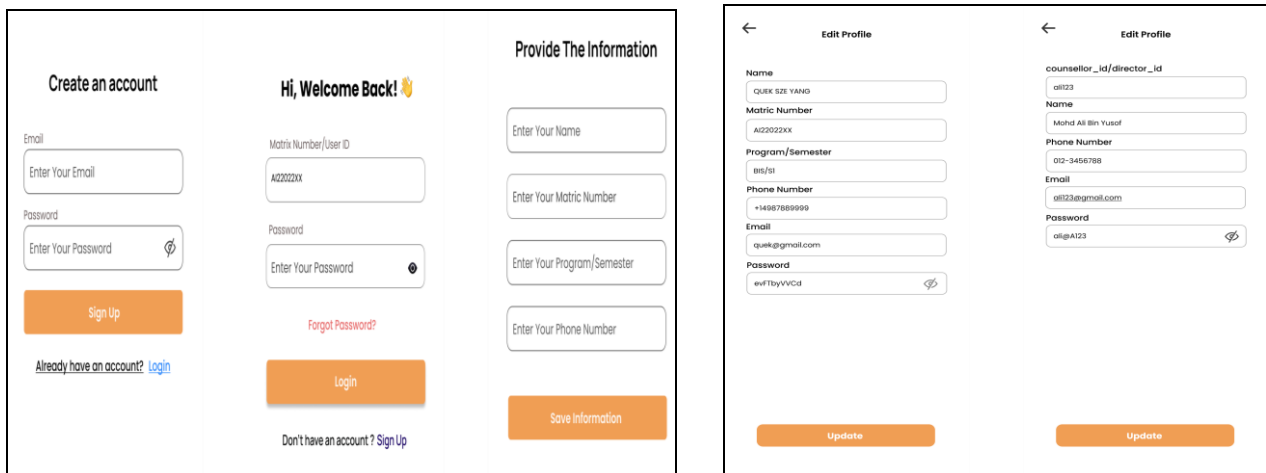 Create an account
Email
Enter Your Email
Password
Enter Your Password
Sign Up
Already have an account? Login
Hi, Welcome Back! 👋
Matrix Number/User ID
AI22022XX
Password
Enter Your Password
Forgot Password?
Login
Don't have an account ? Sign Up
Provide The Information
Enter Your Name
Enter Your Matric Number
Enter Your Program/Semester
Enter Your Phone Number
Save Information
Edit Profile
Name
QUEK SZE YANG
Matric Number
AI22022XX
Program/Semester
BIS/S1
Phone Number
+14987889999
Email
quek@gmail.com
Password
evFTbyVVCd
Update
Edit Profile
counsellor_id/director_id
ali123
Name
Mohd Ali Bin Yusof
Phone Number
012-3456788
Email
ali123@gmail.com
Password
ali@A123
Update